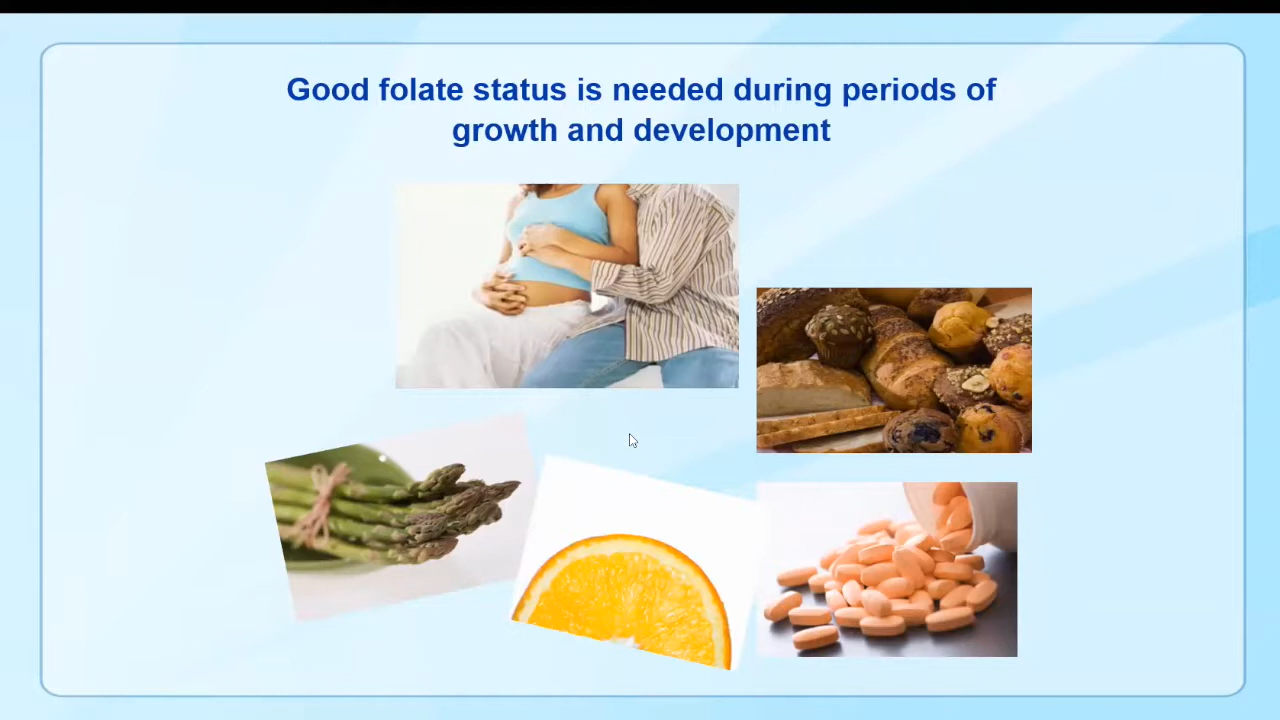 Good folate status is needed during periods of
growth and development